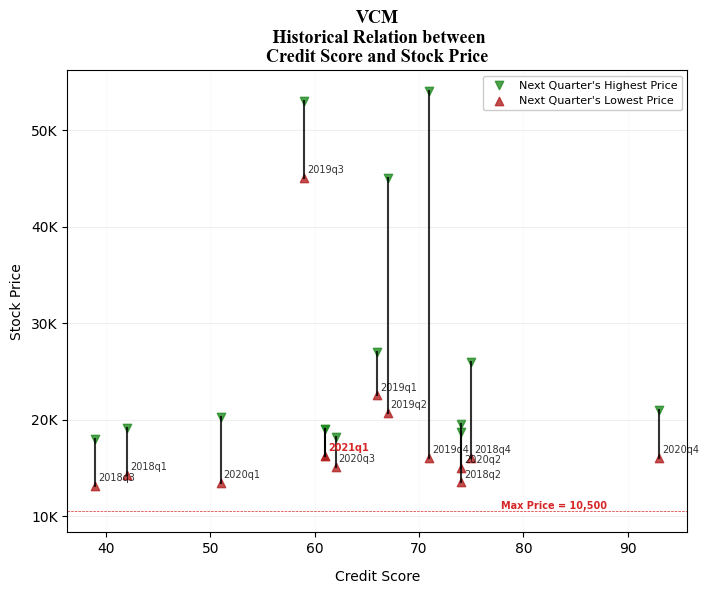 VCM
Historical Relation between
Credit Score and Stock Price
Next Quarter's Highest Price
Next Quarter's Lowest Price
Stock Price
50K
40K
30K
20K
10K
2019q3
2019q1
2019q2
2019q4
2018q4
2020q4
2020q2
2021q1
2020q3
2018q1
2018q3
2020q1
2018q2
Max Price = 10,500
40
50
60
70
80
90
Credit Score